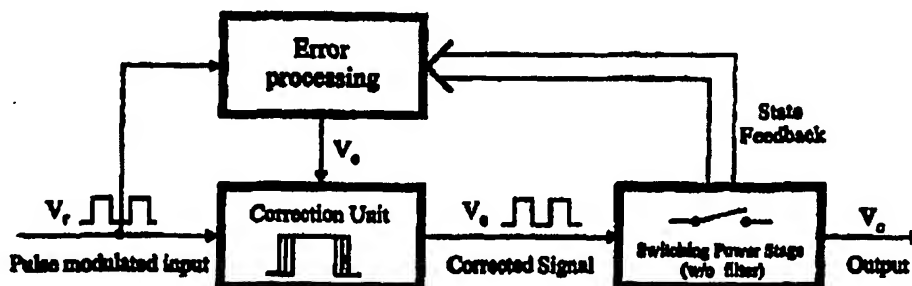 Error
processing
State
Feedback
Ve
Vr
Correction Unit
Vc
Switching Power Stage
(w/o filter)
Vo
Pulse modulated input
Corrected Signal
Output